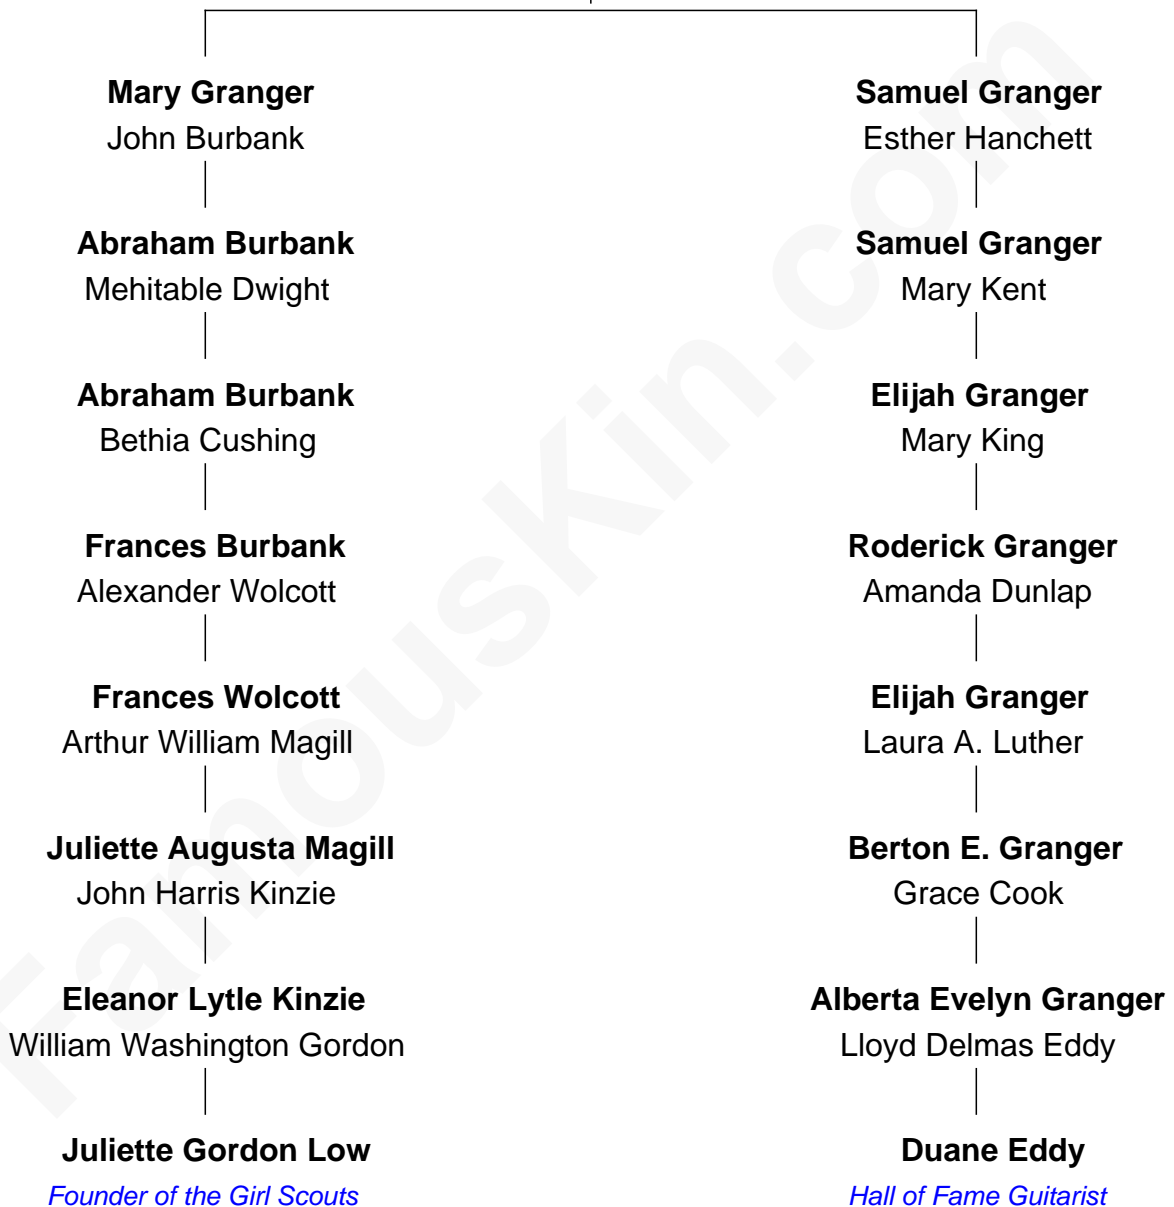 Mary Granger
John Burbank
Samuel Granger
Esther Hanchett
Abraham Burbank
Mehitable Dwight
Samuel Granger
Mary Kent
Abraham Burbank
Bethia Cushing
Elijah Granger
Mary King
Frances Burbank
Alexander Wolcott
Roderick Granger
Amanda Dunlap
Frances Wolcott
Arthur William Magill
Elijah Granger
Laura A. Luther
Juliette Augusta Magill
John Harris Kinzie
Berton E. Granger
Grace Cook
Eleanor Lytle Kinzie
William Washington Gordon
Alberta Evelyn Granger
Lloyd Delmas Eddy
Juliette Gordon Low
Founder of the Girl Scouts
Duane Eddy
Hall of Fame Guitarist
FamousKin.com